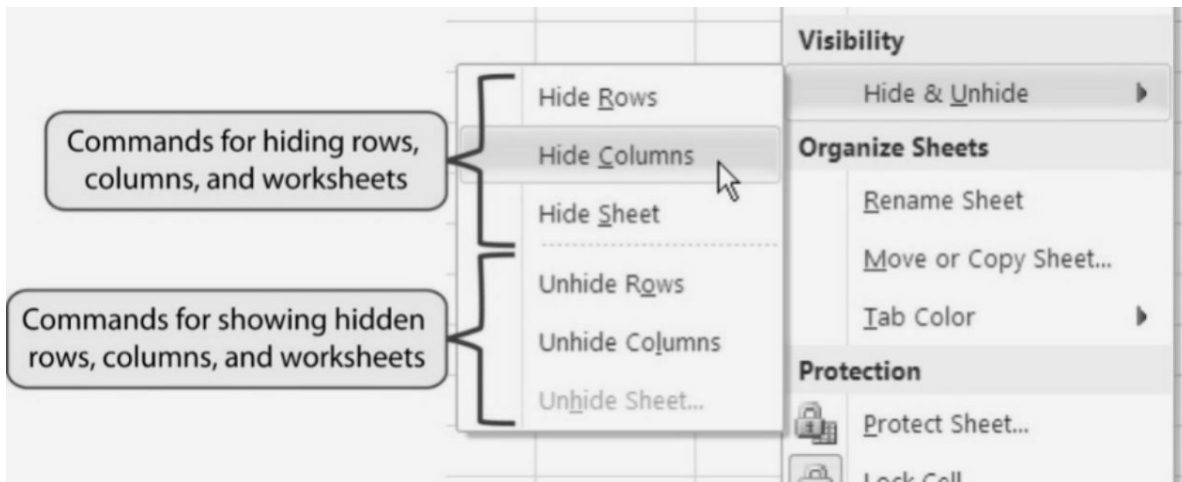 Commands for hiding rows,
columns, and worksheets
Commands for showing hidden
rows, columns, and worksheets
Hide Rows
Hide Columns
Hide Sheet
Unhide Rows
Unhide Columns
Unhide Sheet...
Visibility
Hide & Unhide
Organize Sheets
Rename Sheet
Move or Copy Sheet...
Tab Color
Protection
Protect Sheet...
Lock Cell